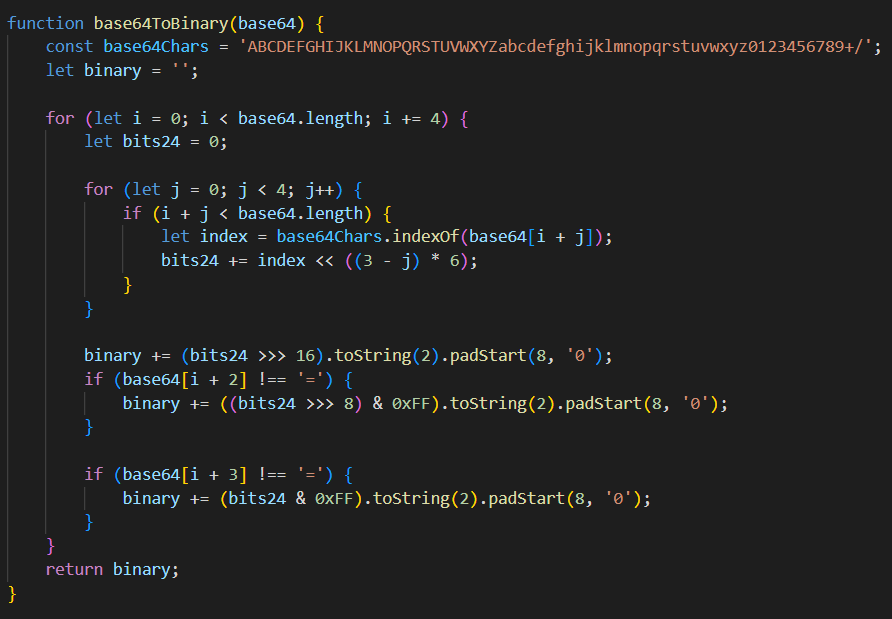 function base64ToBinary(base64) {
    const base64Chars = 'ABCDEFGHIJKLMNOPQRSTUVWXYZabcdefghijklmnopqrstuvwxyz0123456789+/';
    let binary = '';

    for (let i = 0; i < base64.length; i += 4) {
        let bits24 = 0;

        for (let j = 0; j < 4; j++) {
            if (i + j < base64.length) {
                let index = base64Chars.indexOf(base64[i + j]);
                bits24 += index << ((3 - j) * 6);
            }
        }

        binary += (bits24 >>> 16).toString(2).padStart(8, '0');
        if (base64[i + 2] !== '=') {
            binary += ((bits24 >>> 8) & 0xFF).toString(2).padStart(8, '0');
        }

        if (base64[i + 3] !== '=') {
            binary += (bits24 & 0xFF).toString(2).padStart(8, '0');
        }
    }
    return binary;
}